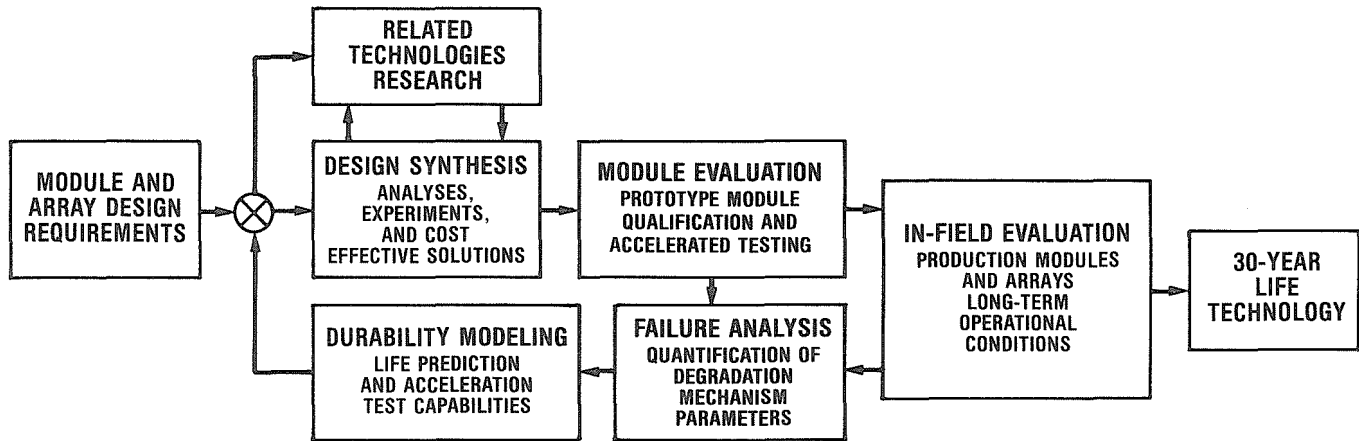 RELATED
TECHNOLOGIES
RESEARCH
MODULE AND
ARRAY DESIGN
REQUIREMENTS
DESIGN SYNTHESIS
ANALYSES,
EXPERIMENTS,
AND COST
EFFECTIVE SOLUTIONS
MODULE EVALUATION
PROTOTYPE MODULE
QUALIFICATION AND
ACCELERATED TESTING
IN-FIELD EVALUATION
PRODUCTION MODULES
AND ARRAYS
LONG-TERM
OPERATIONAL
CONDITIONS
30-YEAR
LIFE
TECHNOLOGY
DURABILITY MODELING
LIFE PREDICTION
AND ACCELERATION
TEST CAPABILITIES
FAILURE ANALYSIS
QUANTIFICATION OF
DEGRADATION
MECHANISM
PARAMETERS